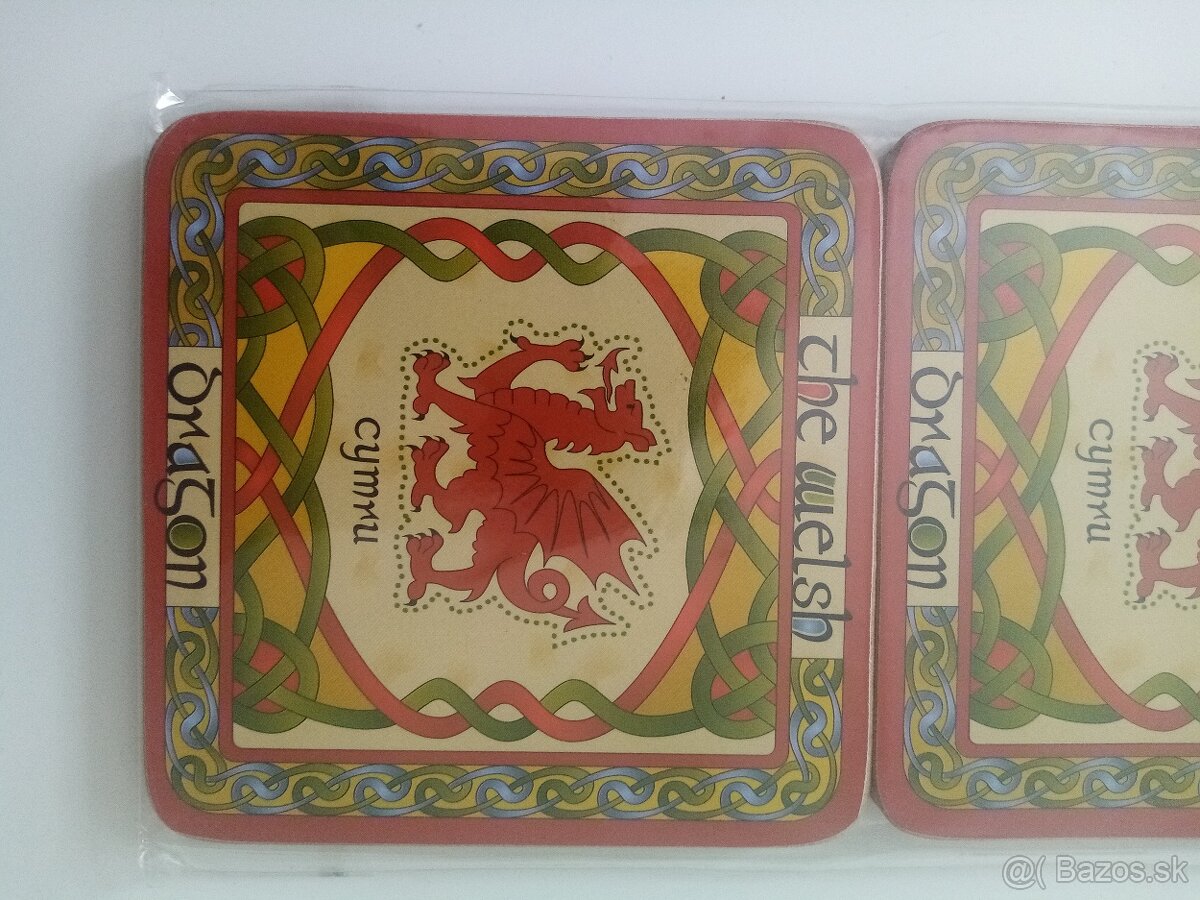 The Welsh
Cymru
Dragon
Cymru
Dragon
@( Bazos.sk